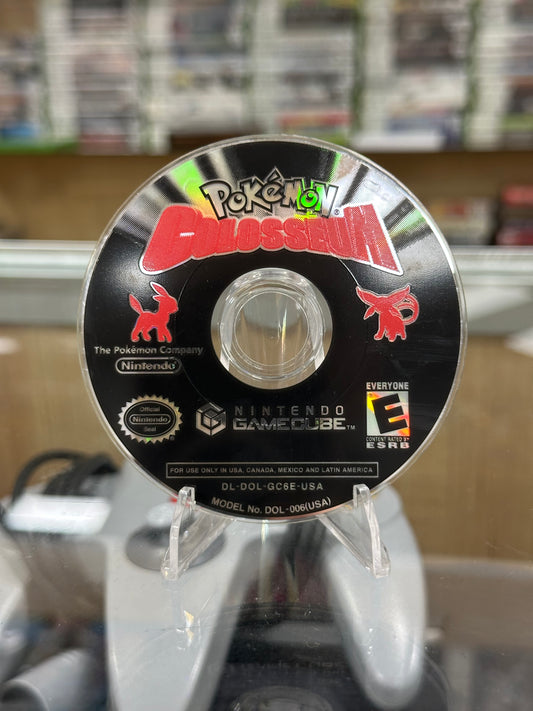 POKéMON
COLOSSEUM
The Pokémon Company
Nintendo
Official
Nintendo
Seal
NINTENDO
GAMECUBE™
EVERYONE
E
CONTENT RATED BY
ESRB
FOR USE ONLY IN USA, CANADA, MEXICO AND LATIN AMERICA
DL-DOL-GC6E-USA
MODEL No. DOL-006(USA)